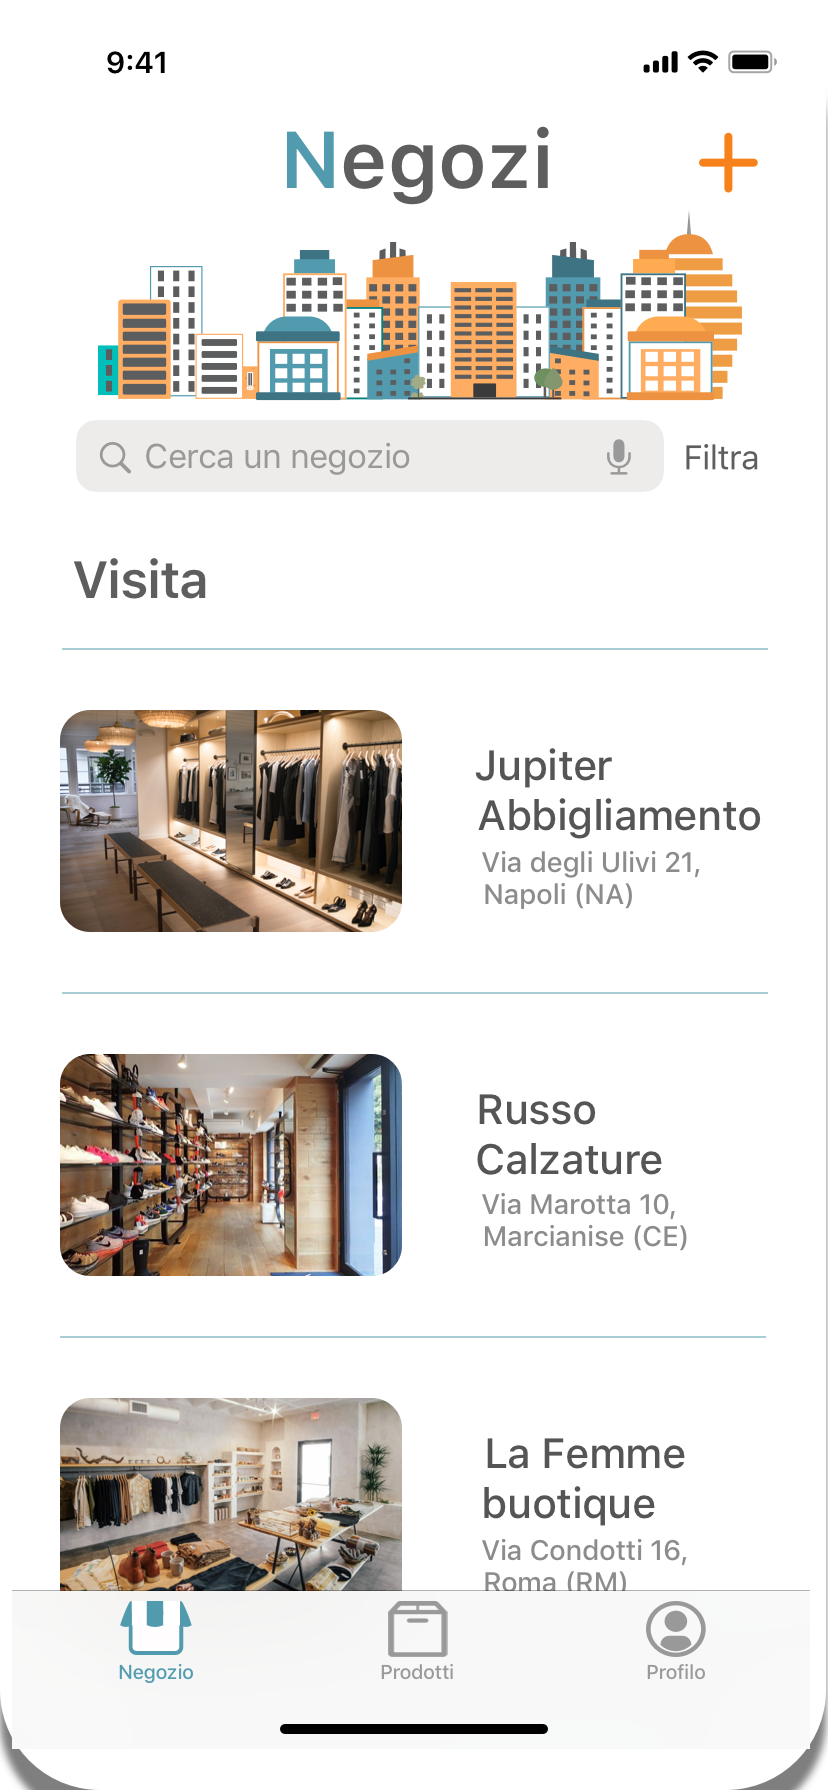 9:41
Negozi
Cerca un negozio
Filtra
Visita
Jupiter
Abbigliamento
Via degli Ulivi 21,
Napoli (NA)
Russo
Calzature
Via Marotta 10,
Marcianise (CE)
La Femme
buotique
Via Condotti 16,
Roma (RM)
Negozio
Prodotti
Profilo